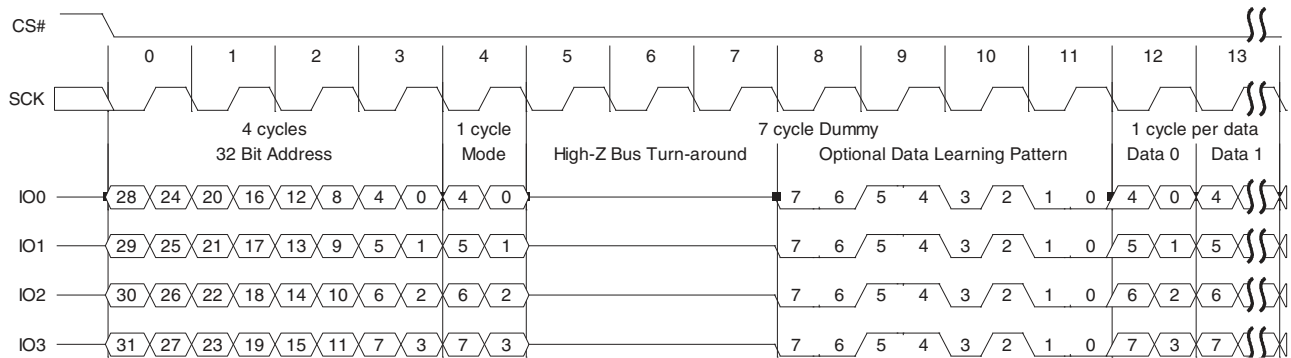 CS#
0 1 2 3 4 5 6 7 8 9 10 11 12 13
SCK
4 cycles 1 cycle 7 cycle Dummy 1 cycle per data
32 Bit Address Mode High-Z Bus Turn-around Optional Data Learning Pattern Data 0 Data 1
IO0 28 24 20 16 12 8 4 0 4 0 7 6 5 4 3 2 1 0 4 0 4
IO1 29 25 21 17 13 9 5 1 5 1 7 6 5 4 3 2 1 0 5 1 5
IO2 30 26 22 18 14 10 6 2 6 2 7 6 5 4 3 2 1 0 6 2 6
IO3 31 27 23 19 15 11 7 3 7 3 7 6 5 4 3 2 1 0 7 3 7